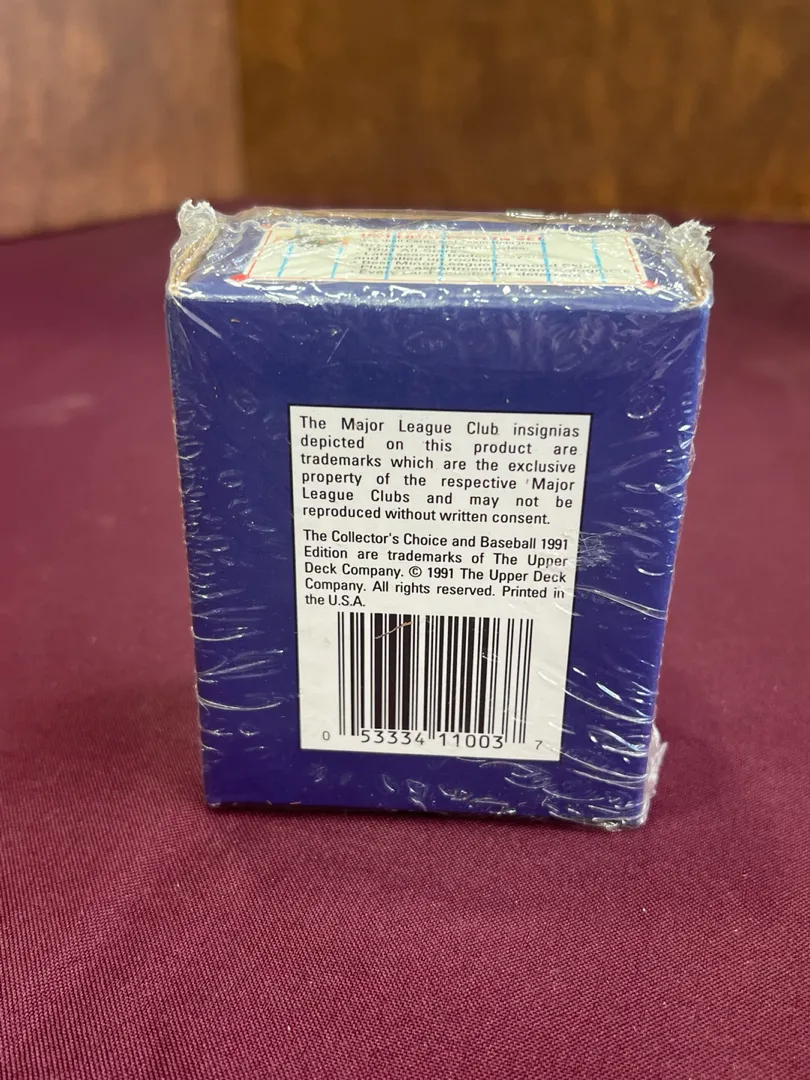 The Major League Club insignias
depicted on this product are
trademarks which are the exclusive
property of the respective Major
League Clubs and may not be
reproduced without written consent.
The Collector's Choice and Baseball 1991
Edition are trademarks of The Upper
Deck Company. © 1991 The Upper Deck
Company. All rights reserved. Printed in
the U.S.A.
0 53334 11003 7